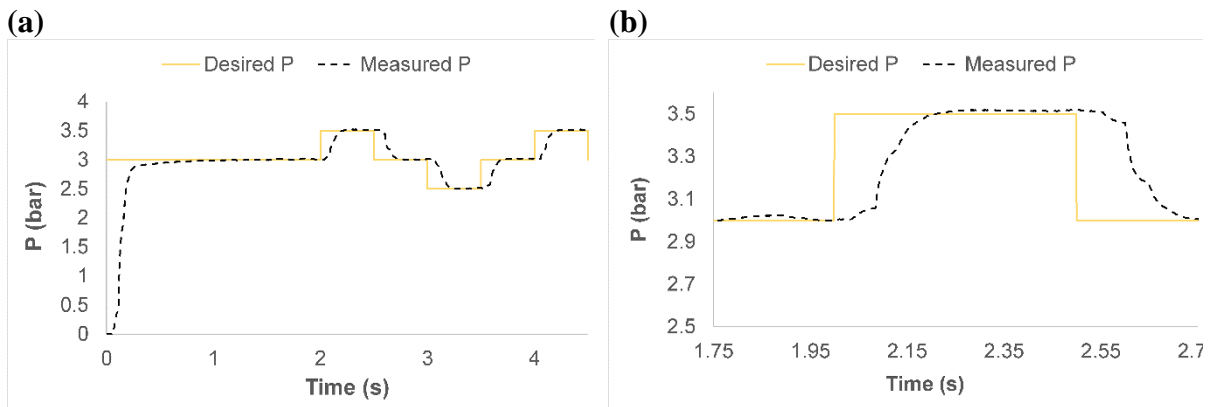 (a)
Desired P Measured P
4
3.5
3
2.5
2
1.5
1
0.5
0
P (bar)
0 1 2 3 4
Time (s)
(b)
Desired P Measured P
3.5
3.3
3.1
2.9
2.7
2.5
P (bar)
1.75 1.95 2.15 2.35 2.55 2.7
Time (s)